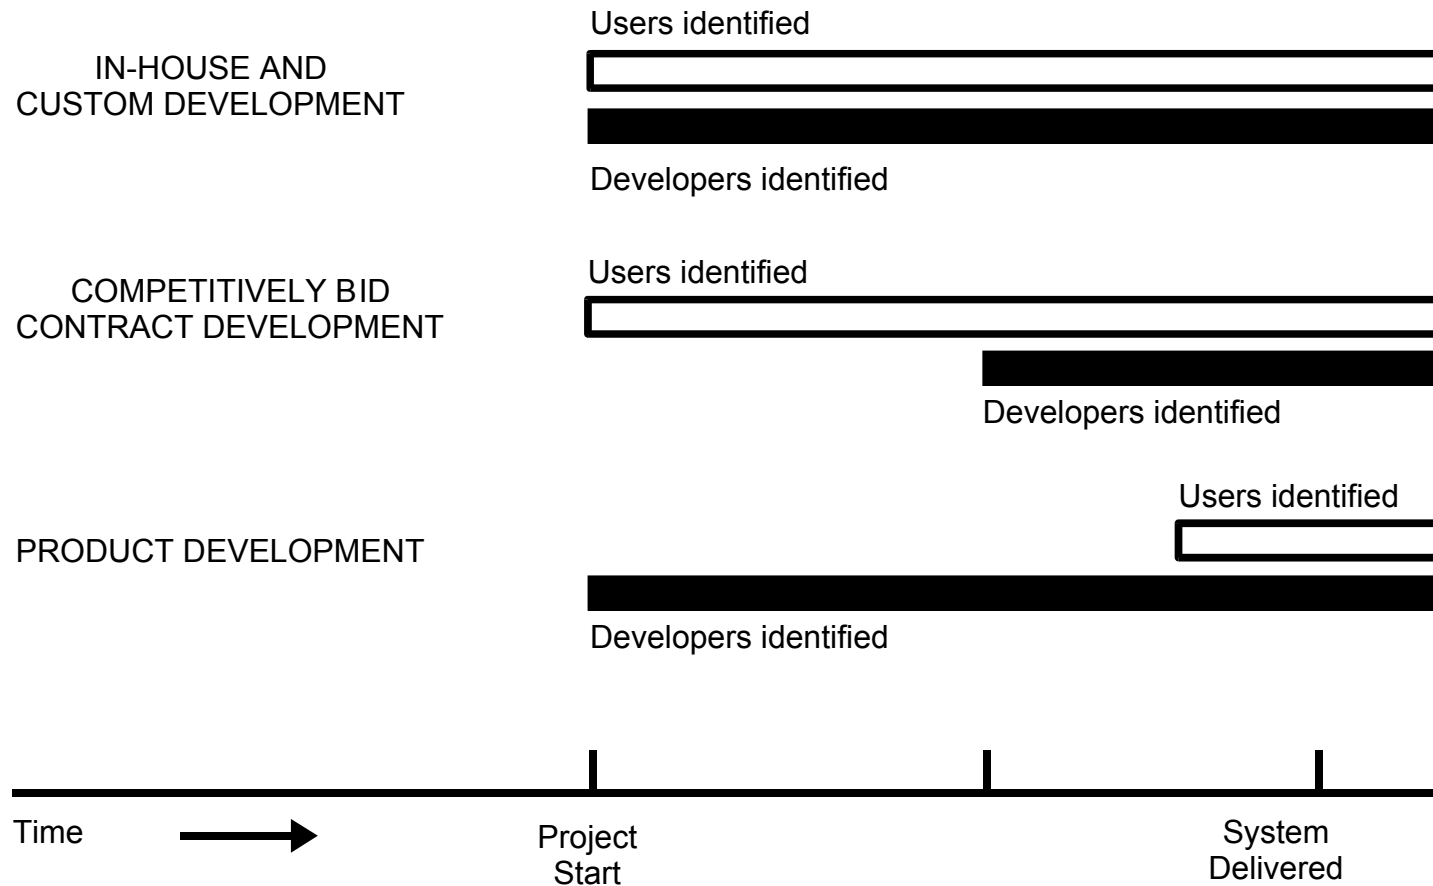 Users identified
IN-HOUSE AND
CUSTOM DEVELOPMENT
Developers identified
Users identified
COMPETITIVELY BID
CONTRACT DEVELOPMENT
Developers identified
Users identified
PRODUCT DEVELOPMENT
Developers identified
Time
Project
Start
System
Delivered